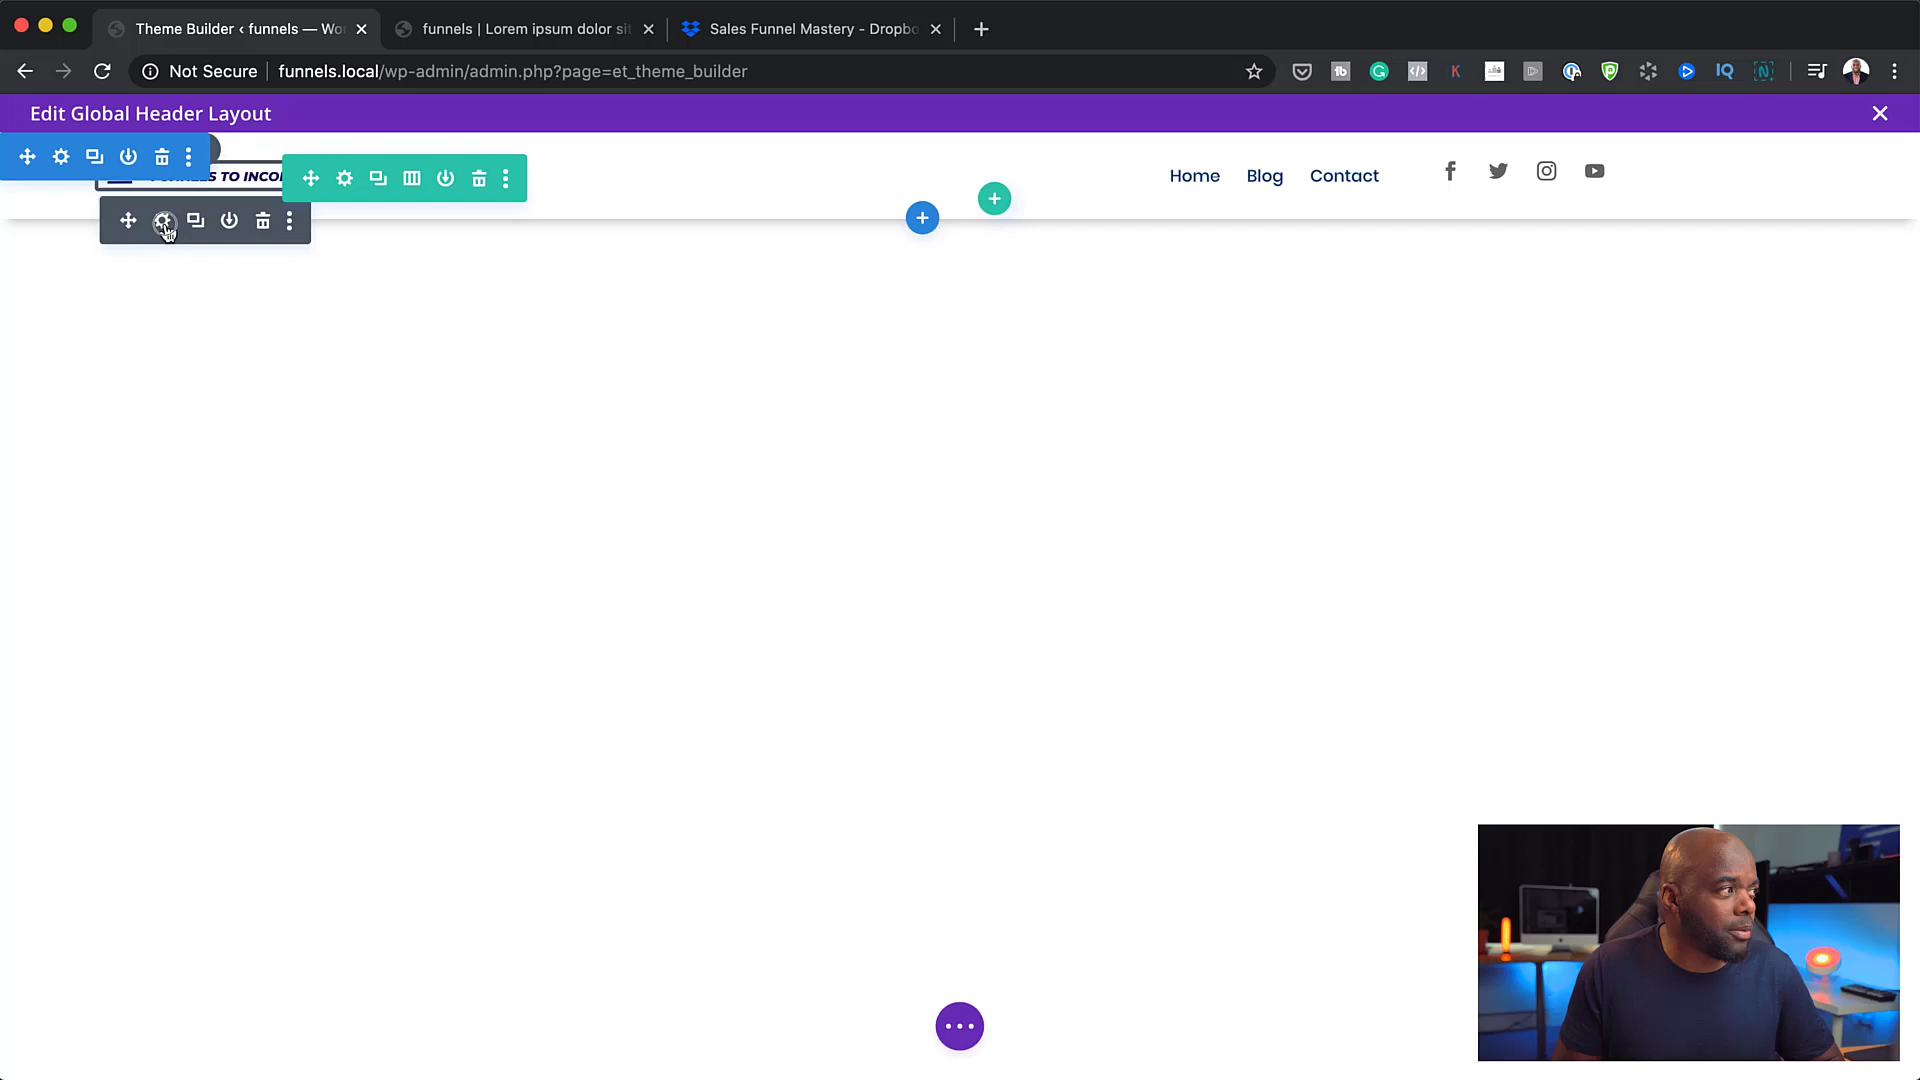 Theme Builder ‹ funnels — Wo
funnels | Lorem ipsum dolor sit
Sales Funnel Mastery - Dropbo
Not Secure
funnels.local/wp-admin/admin.php?page=et_theme_builder
Edit Global Header Layout
TO INCO
Home
Blog
Contact